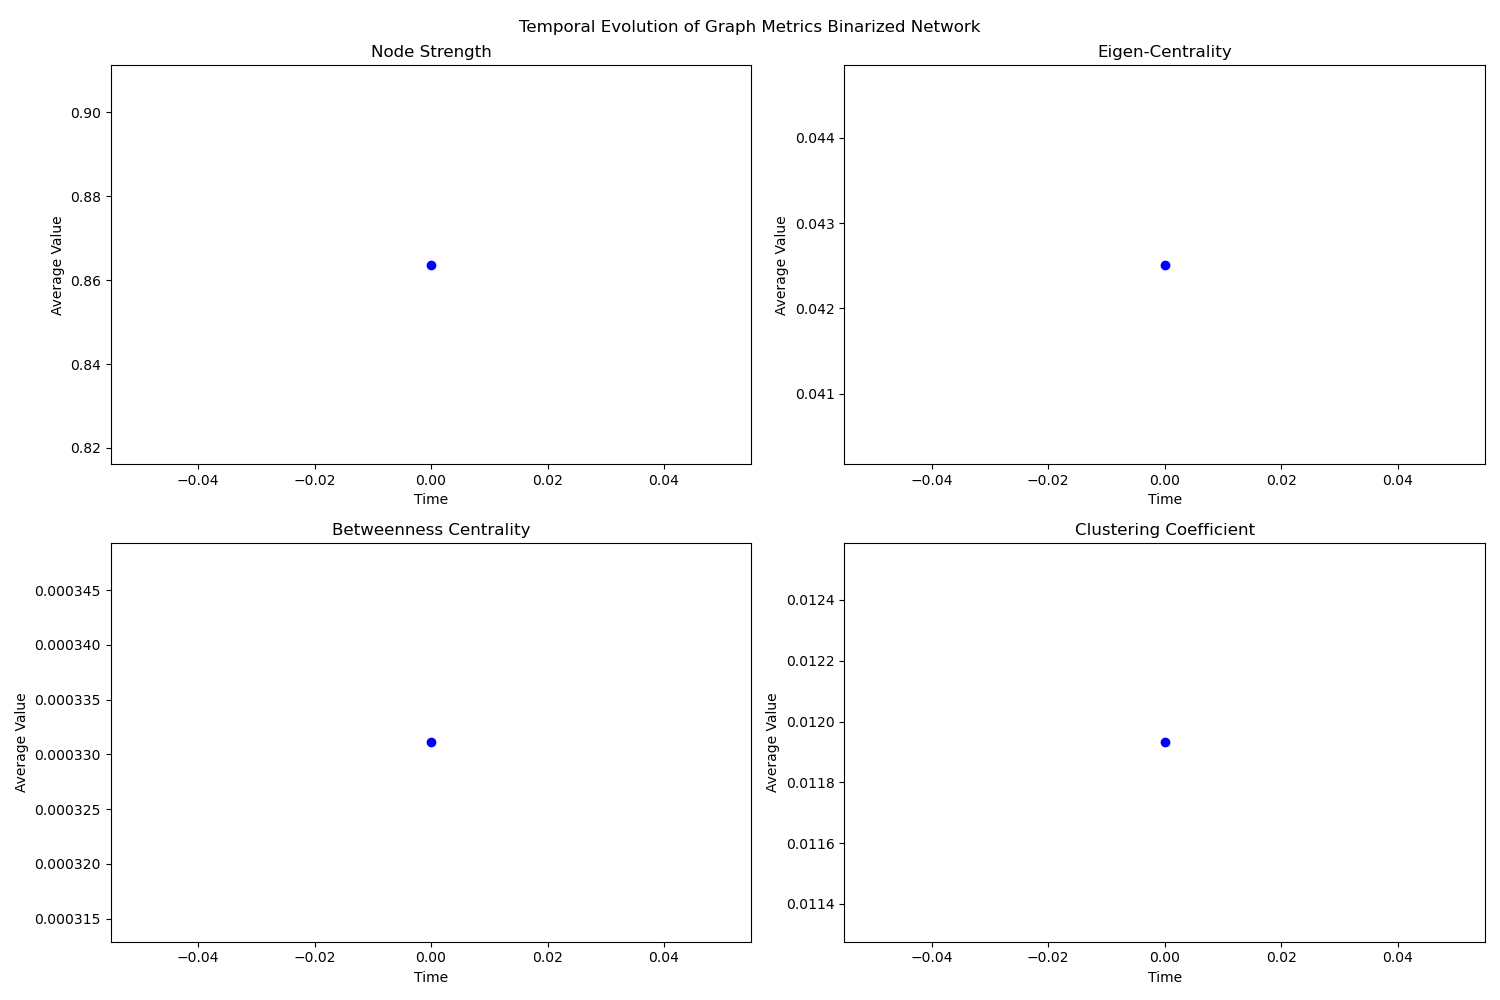 Temporal Evolution of Graph Metrics Binarized Network
Node Strength
0.90
0.88
0.86
0.84
0.82
Average Value
−0.04 −0.02 0.00 0.02 0.04
Time
Eigen-Centrality
0.044
0.043
0.042
0.041
Average Value
−0.04 −0.02 0.00 0.02 0.04
Time
Betweenness Centrality
0.000345
0.000340
0.000335
0.000330
0.000325
0.000320
0.000315
Average Value
−0.04 −0.02 0.00 0.02 0.04
Time
Clustering Coefficient
0.0124
0.0122
0.0120
0.0118
0.0116
0.0114
Average Value
−0.04 −0.02 0.00 0.02 0.04
Time